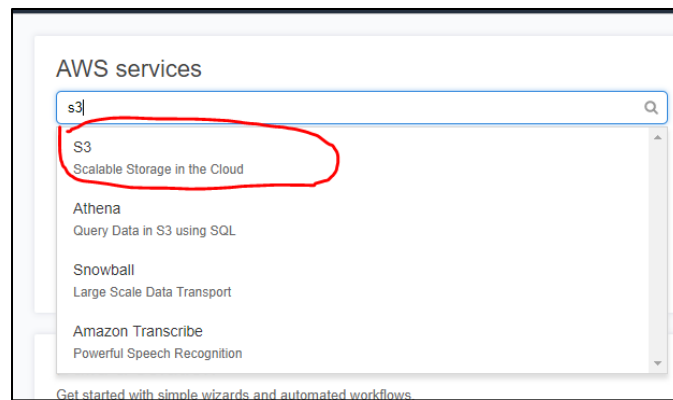 AWS services
s3
S3
Scalable Storage in the Cloud
Athena
Query Data in S3 using SQL
Snowball
Large Scale Data Transport
Amazon Transcribe
Powerful Speech Recognition
Get started with simple wizards and automated workflows.